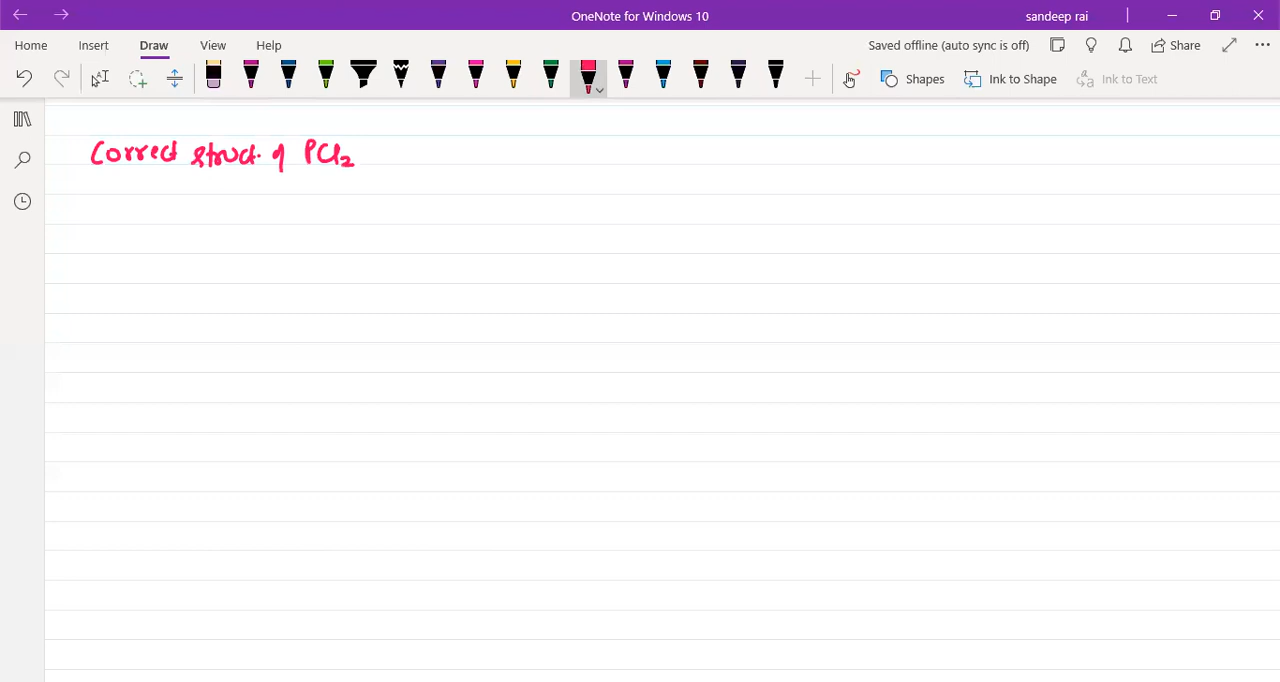 OneNote for Windows 10
sandeep rai
Home Insert Draw View Help
Saved offline (auto sync is off) Share
Shapes Ink to Shape Ink to Text
Correct struct. of PCl2